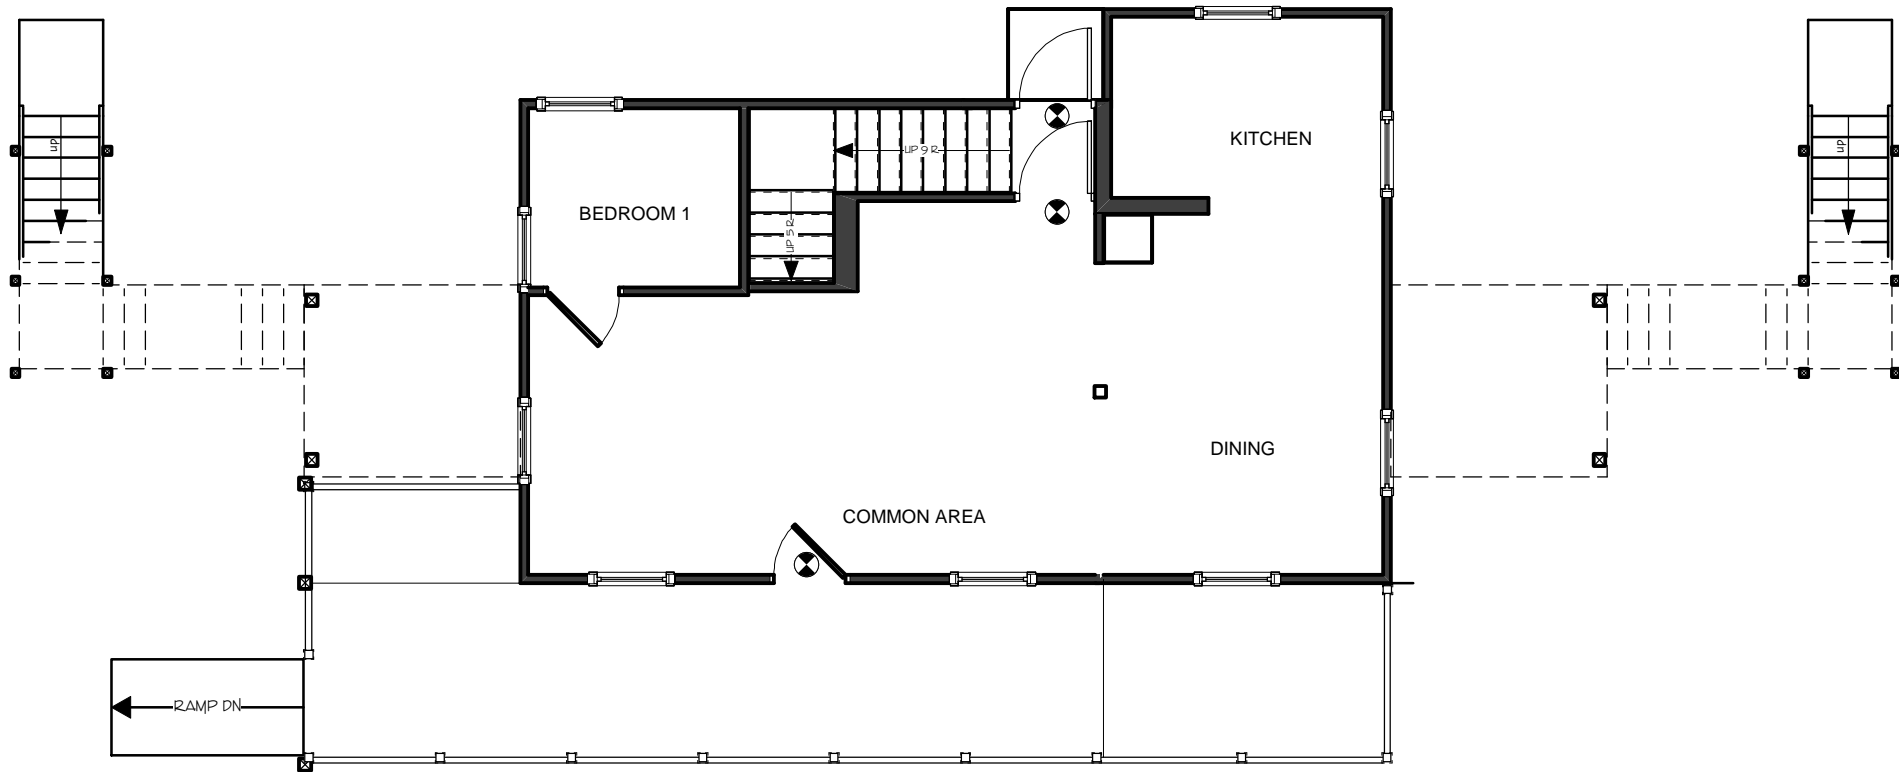 KITCHEN
UP
UP
UP 9 R
BEDROOM 1
UP 5 R
DINING
COMMON AREA
RAMP DN